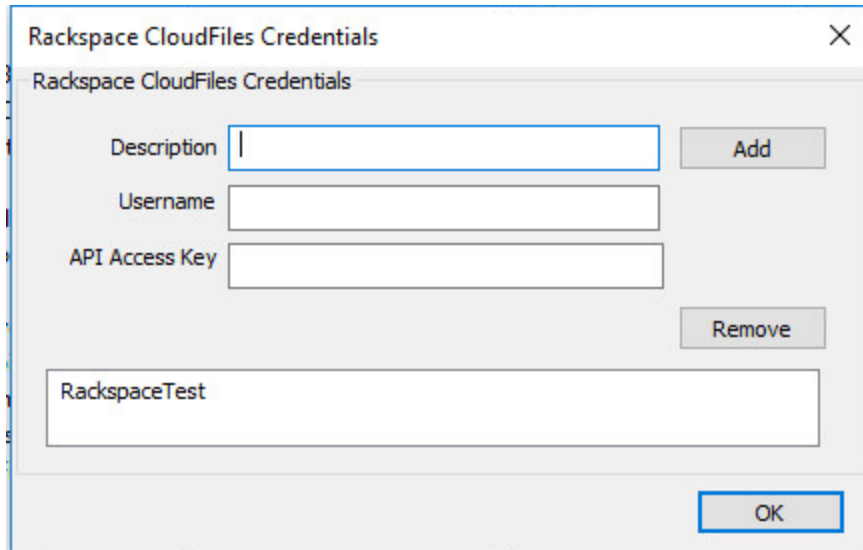 Rackspace CloudFiles Credentials
Rackspace CloudFiles Credentials
Description
Add
Username
API Access Key
Remove
RackspaceTest
OK